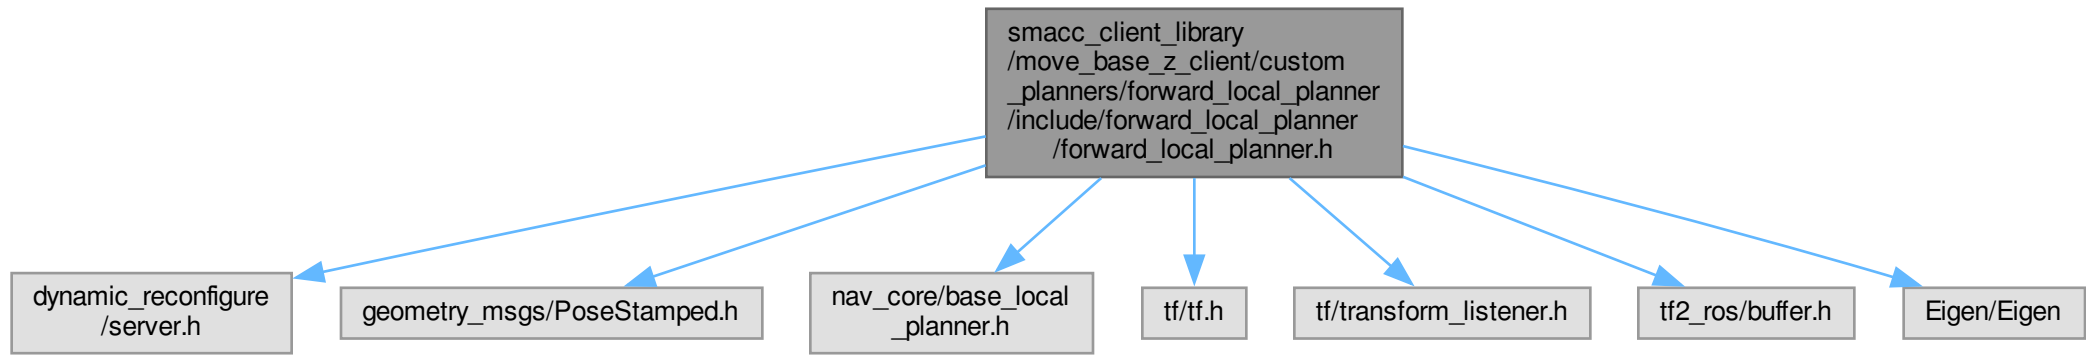 smacc_client_library
/move_base_z_client/custom
_planners/forward_local_planner
/include/forward_local_planner
/forward_local_planner.h
dynamic_reconfigure
/server.h
geometry_msgs/PoseStamped.h
nav_core/base_local
_planner.h
tf/tf.h
tf/transform_listener.h
tf2_ros/buffer.h
Eigen/Eigen